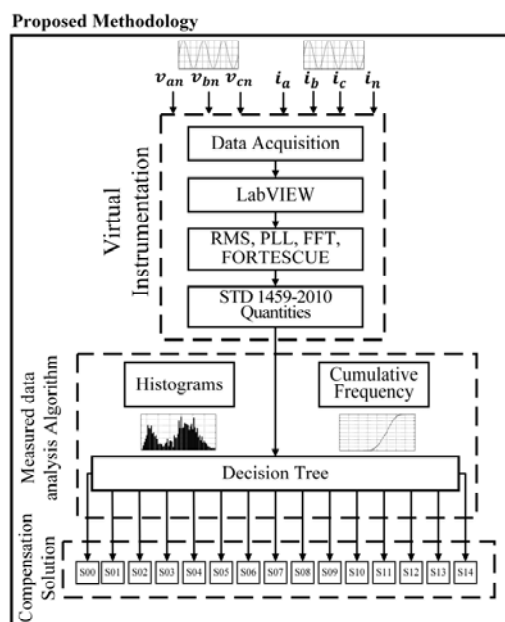 Proposed Methodology
v_an v_bn v_cn i_a i_b i_c i_n
Virtual
Instrumentation
Data Acquisition
LabVIEW
RMS, PLL, FFT,
FORTESCUE
STD 1459-2010
Quantities
Measured data
analysis Algorithm
Histograms
Cumulative
Frequency
Decision Tree
Compensation
Solution
S00 S01 S02 S03 S04 S05 S06 S07 S08 S09 S10 S11 S12 S13 S14